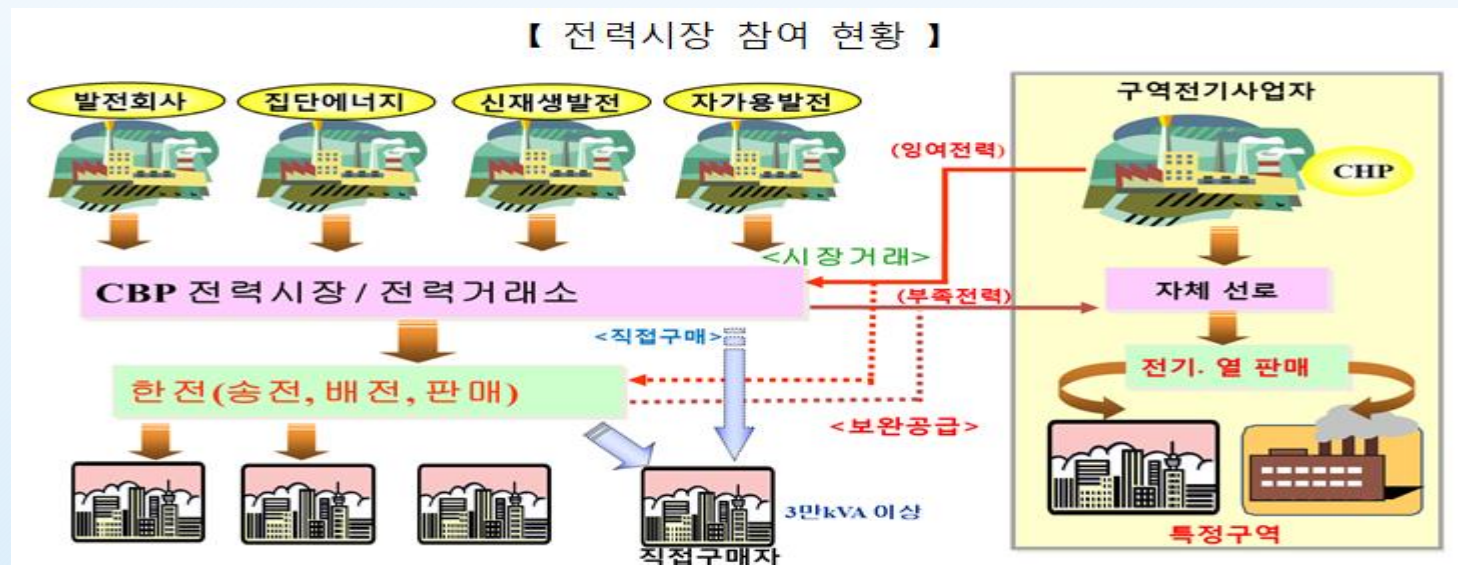 【 전력시장 참여 현황 】
발전회사
집단에너지
신재생발전
자가용발전
구역전기사업자
(잉여전력)
CHP
<시장거래>
CBP 전력시장 / 전력거래소
(부족전력)
자체 선로
<직접구매>
한전(송전, 배전, 판매)
전기. 열 판매
<보완공급>
3만kVA 이상
직접구매자
특정구역